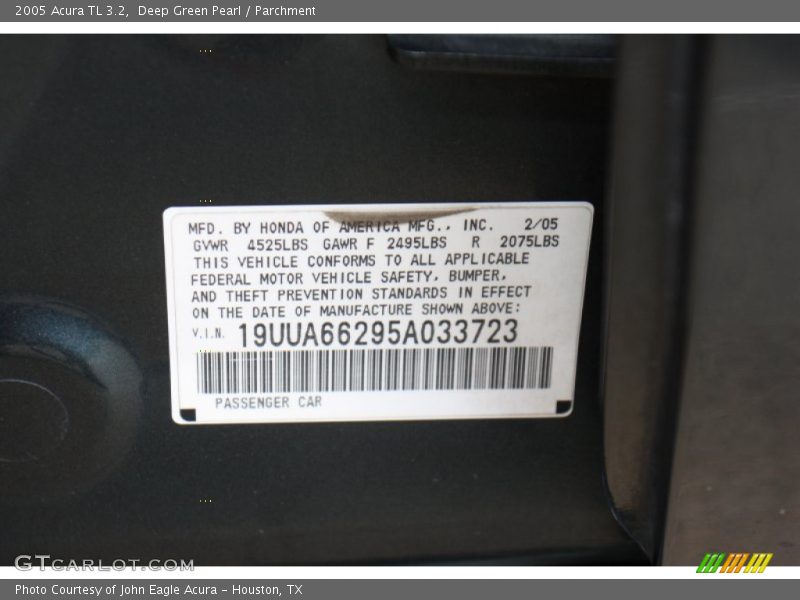 2005 Acura TL 3.2, Deep Green Pearl / Parchment
MFD. BY HONDA OF AMERICA MFG., INC. 2/05
GVWR 4525LBS GAWR F 2495LBS R 2075LBS
THIS VEHICLE CONFORMS TO ALL APPLICABLE
FEDERAL MOTOR VEHICLE SAFETY, BUMPER,
AND THEFT PREVENTION STANDARDS IN EFFECT
ON THE DATE OF MANUFACTURE SHOWN ABOVE:
V.I.N. 19UUA66295A033723
PASSENGER CAR
GTCARLOT.COM
Photo Courtesy of John Eagle Acura - Houston, TX